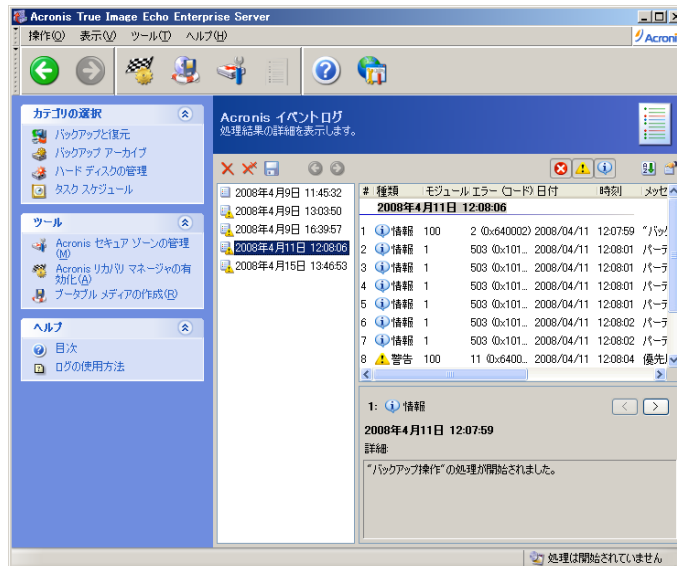 Acronis True Image Echo Enterprise Server
操作(O) 表示(V) ツール(T) ヘルプ(H)
Acroni
カテゴリの選択
バックアップと復元
バックアップ アーカイブ
ハード ディスクの管理
タスク スケジュール
ツール
Acronis セキュア ゾーンの管理(M)
Acronis リカバリ マネージャの有効化(A)
ブータブル メディアの作成(R)
ヘルプ
目次
ログの使用方法
Acronis イベントログ
処理結果の詳細を表示します。
2008年4月9日 11:45:32
2008年4月9日 13:03:50
2008年4月9日 16:39:57
2008年4月11日 12:08:06
2008年4月15日 13:46:53
# 種類 モジュール エラー (コード) 日付 時刻 メッセ
2008年4月11日 12:08:06
1 情報 100 2 (0x640002) 2008/04/11 12:07:59 "バッ
2 情報 1 503 (0x101... 2008/04/11 12:08:01 パーテ
3 情報 1 503 (0x101... 2008/04/11 12:08:01 パーテ
4 情報 1 503 (0x101... 2008/04/11 12:08:01 パーテ
5 情報 1 503 (0x101... 2008/04/11 12:08:01 パーテ
6 情報 1 503 (0x101... 2008/04/11 12:08:02 パーテ
7 情報 1 503 (0x101... 2008/04/11 12:08:02 パーテ
8 警告 100 11 (0x6400... 2008/04/11 12:08:04 優先
1: 情報
2008年4月11日 12:07:59
詳細:
"バックアップ操作"の処理が開始されました。
処理は開始されていません